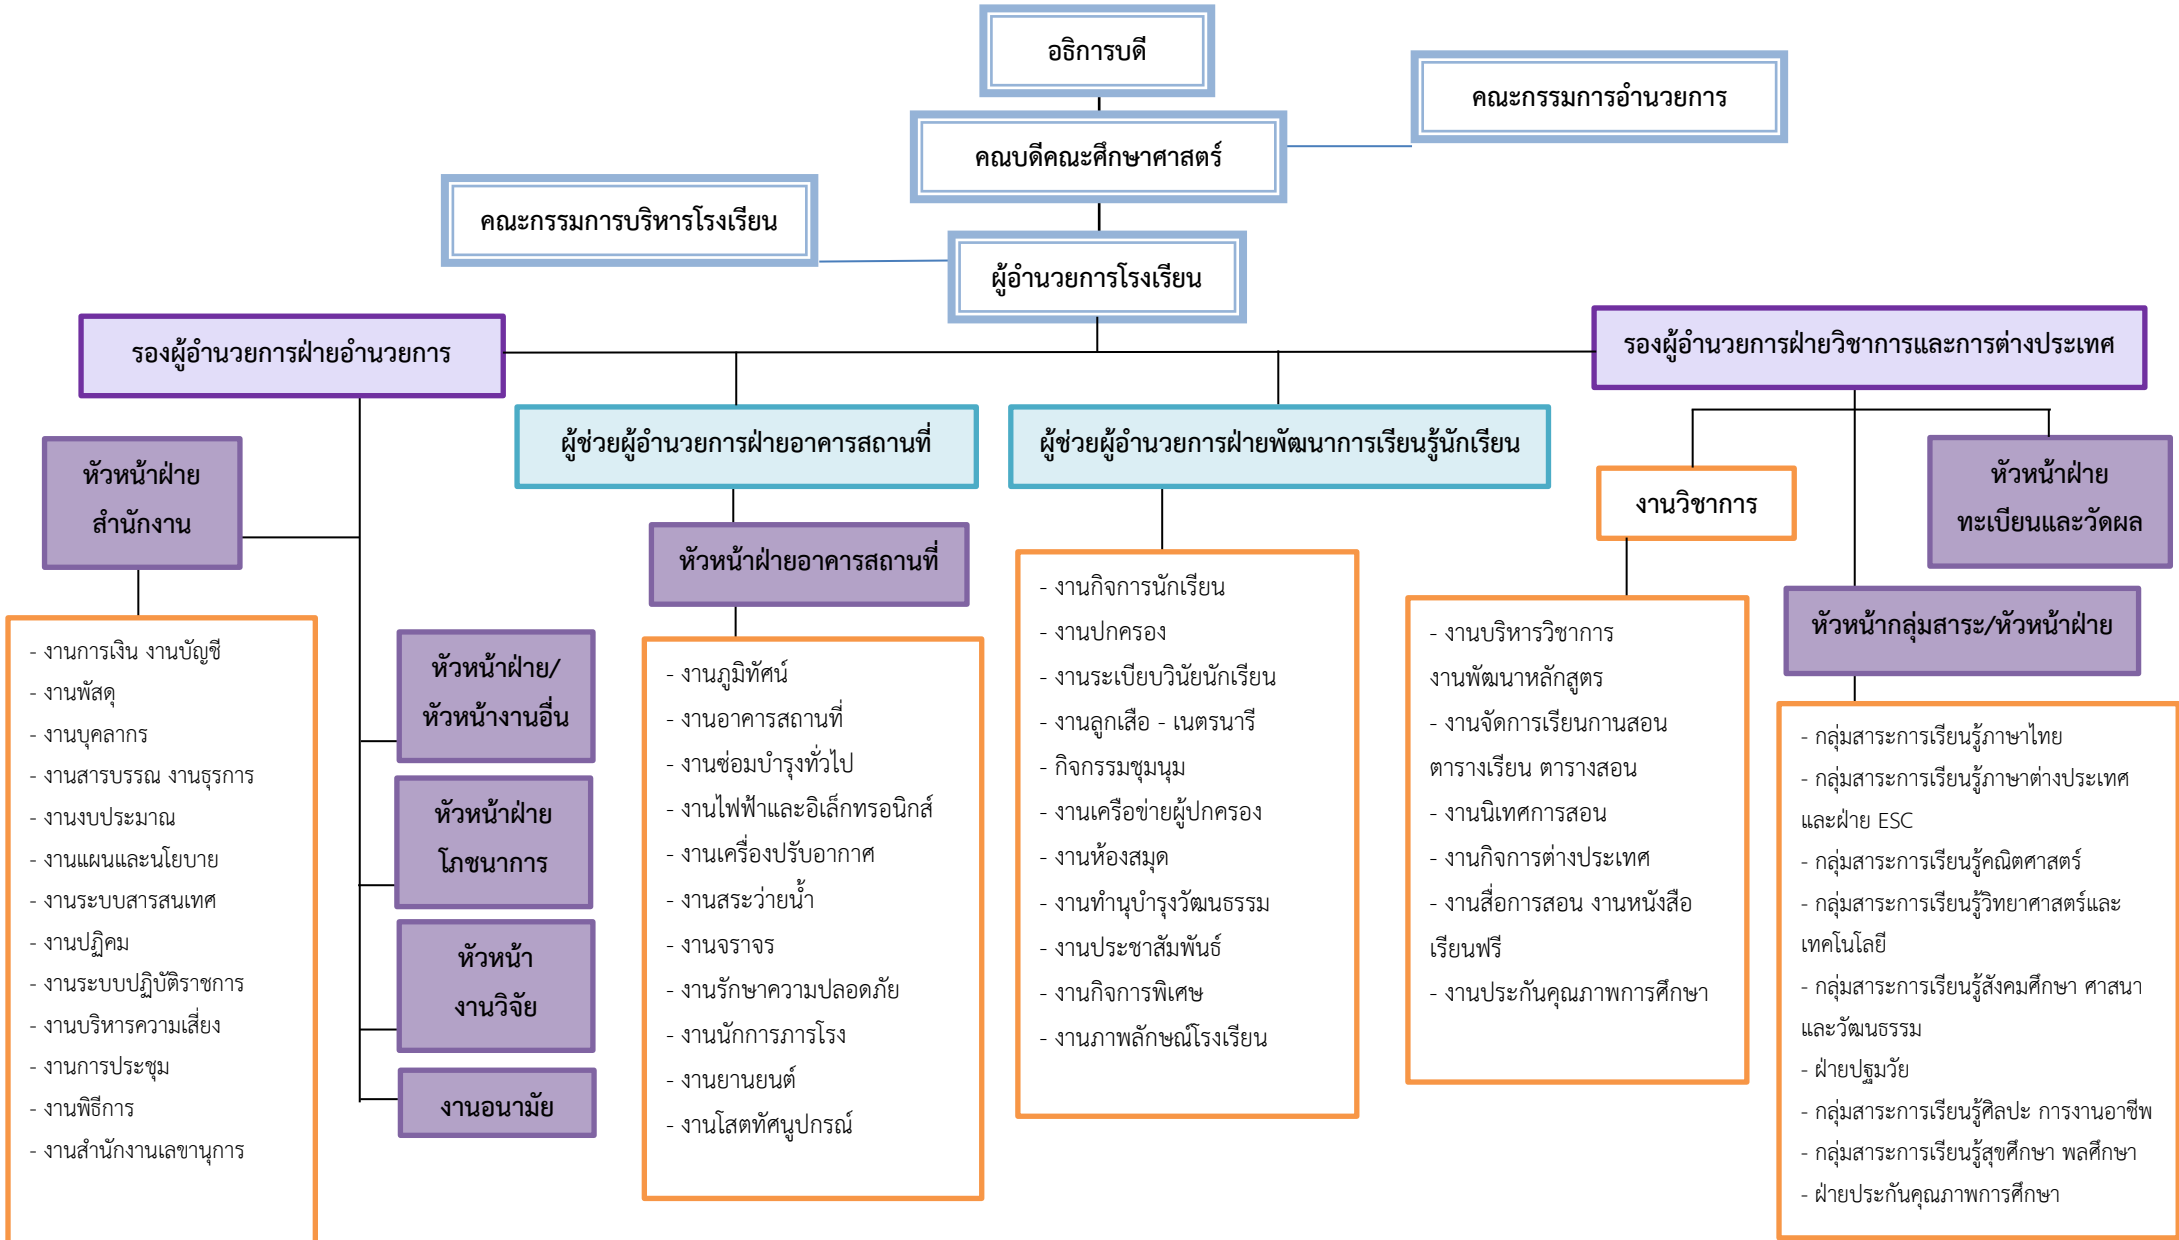 อธิการบดี
คณะกรรมการอำนวยการ
คณบดีคณะศึกษาศาสตร์
คณะกรรมการบริหารโรงเรียน
ผู้อำนวยการโรงเรียน
รองผู้อำนวยการฝ่ายอำนวยการ
รองผู้อำนวยการฝ่ายวิชาการและการต่างประเทศ
ผู้ช่วยผู้อำนวยการฝ่ายอาคารสถานที่
ผู้ช่วยผู้อำนวยการฝ่ายพัฒนาการเรียนรู้นักเรียน
หัวหน้าฝ่าย
สำนักงาน
- งานการเงิน งานบัญชี
- งานพัสดุ
- งานบุคลากร
- งานสารบรรณ งานธุรการ
- งานงบประมาณ
- งานแผนและนโยบาย
- งานระบบสารสนเทศ
- งานปฏิคม
- งานระบบปฏิบัติราชการ
- งานบริหารความเสี่ยง
- งานการประชุม
- งานพิธีการ
- งานสำนักงานเลขานุการ
หัวหน้าฝ่าย/
หัวหน้างานอื่น
หัวหน้าฝ่าย
โภชนาการ
หัวหน้า
งานวิจัย
งานอนามัย
หัวหน้าฝ่ายอาคารสถานที่
- งานภูมิทัศน์
- งานอาคารสถานที่
- งานซ่อมบำรุงทั่วไป
- งานไฟฟ้าและอิเล็กทรอนิกส์
- งานเครื่องปรับอากาศ
- งานสระว่ายน้ำ
- งานจราจร
- งานรักษาความปลอดภัย
- งานนักการภารโรง
- งานยานยนต์
- งานโสตทัศนูปกรณ์
- งานกิจการนักเรียน
- งานปกครอง
- งานระเบียบวินัยนักเรียน
- งานลูกเสือ - เนตรนารี
- กิจกรรมชุมนุม
- งานเครือข่ายผู้ปกครอง
- งานห้องสมุด
- งานทำนุบำรุงวัฒนธรรม
- งานประชาสัมพันธ์
- งานกิจการพิเศษ
- งานภาพลักษณ์โรงเรียน
งานวิชาการ
- งานบริหารวิชาการ
งานพัฒนาหลักสูตร
- งานจัดการเรียนกานสอน
ตารางเรียน ตารางสอน
- งานนิเทศการสอน
- งานกิจการต่างประเทศ
- งานสื่อการสอน งานหนังสือ
เรียนฟรี
- งานประกันคุณภาพการศึกษา
หัวหน้าฝ่าย
ทะเบียนและวัดผล
หัวหน้ากลุ่มสาระ/หัวหน้าฝ่าย
- กลุ่มสาระการเรียนรู้ภาษาไทย
- กลุ่มสาระการเรียนรู้ภาษาต่างประเทศ
และฝ่าย ESC
- กลุ่มสาระการเรียนรู้คณิตศาสตร์
- กลุ่มสาระการเรียนรู้วิทยาศาสตร์และ
เทคโนโลยี
- กลุ่มสาระการเรียนรู้สังคมศึกษา ศาสนา
และวัฒนธรรม
- ฝ่ายปฐมวัย
- กลุ่มสาระการเรียนรู้ศิลปะ การงานอาชีพ
- กลุ่มสาระการเรียนรู้สุขศึกษา พลศึกษา
- ฝ่ายประกันคุณภาพการศึกษา